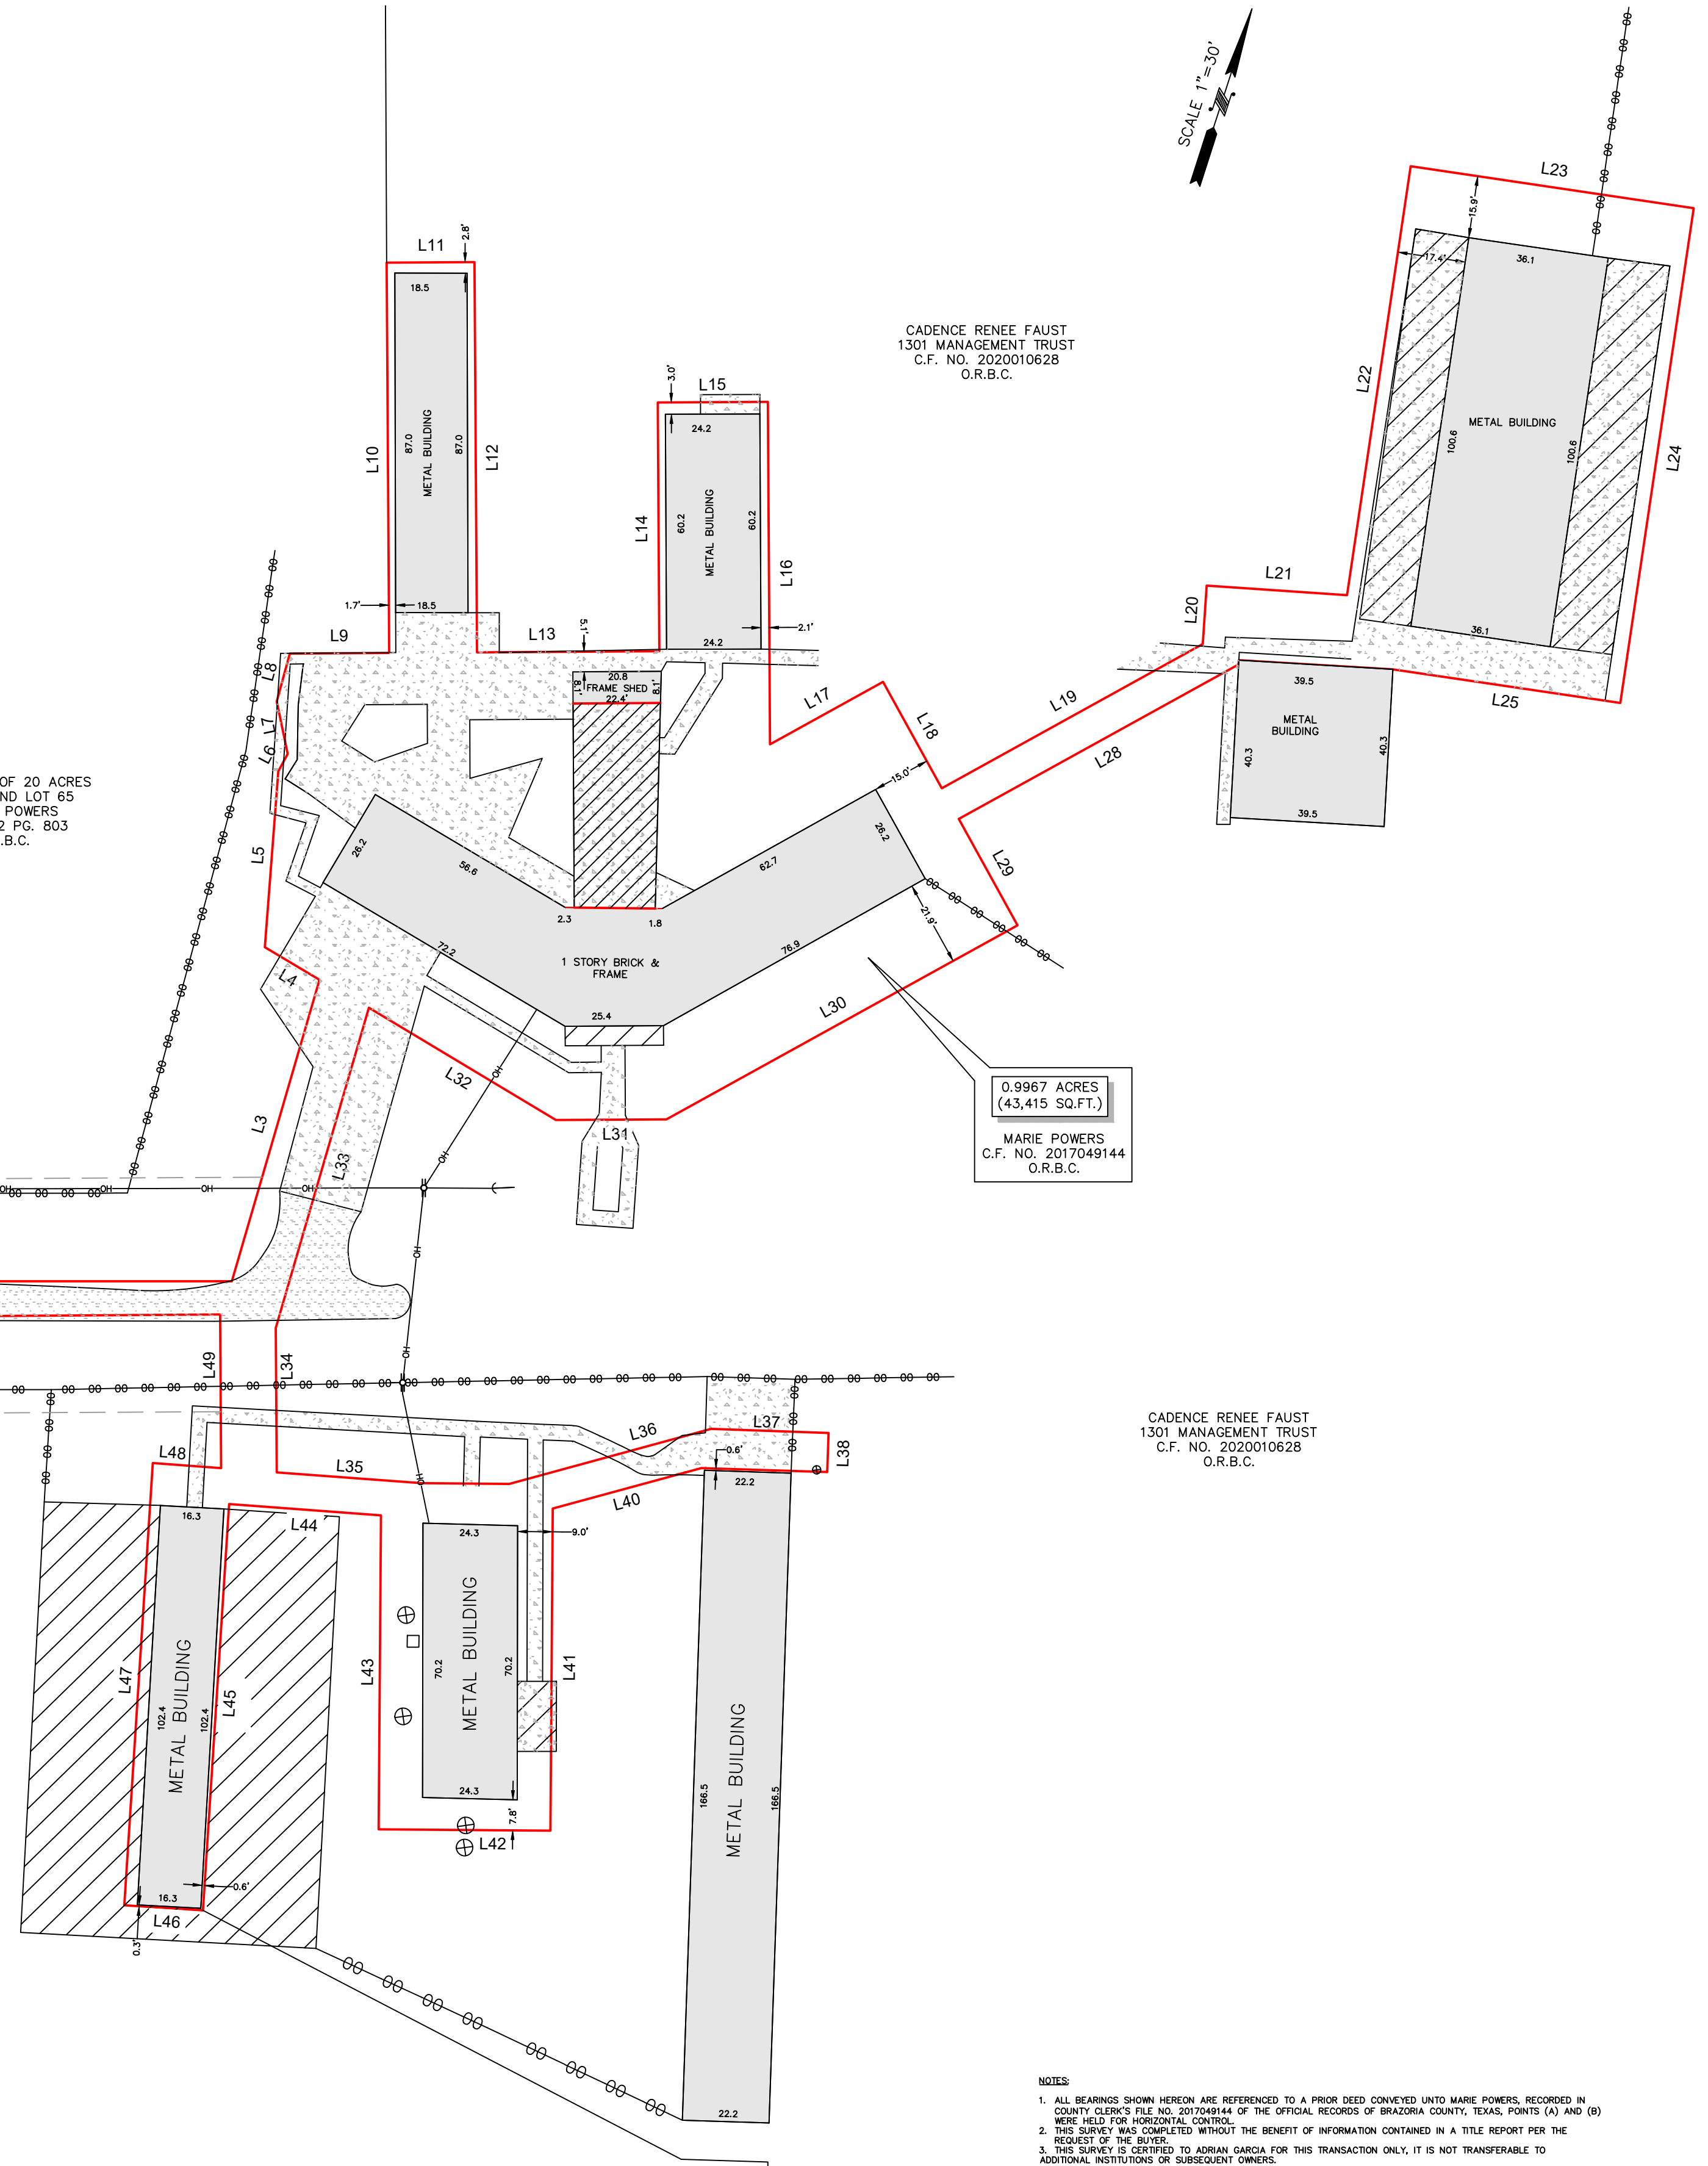 SCALE 1"=30'
L23
15.9'
17.4'
36.1
METAL BUILDING
100.6
100.6
L22
L24
36.1
L11
2.8'
18.5
METAL BUILDING
87.0
87.0
L10
L12
1.7'
18.5
CADENCE RENEE FAUST
1301 MANAGEMENT TRUST
C.F. NO. 2020010628
O.R.B.C.
3.0'
L15
24.2
METAL BUILDING
60.2
60.2
L14
L16
24.2
2.1'
L21
L20
L9
L13
5.1'
L8
L7
L6
20.8
FRAME SHED
8.1'
8.1'
22.4'
L17
L18
L19
L28
L25
39.5
METAL
BUILDING
40.3
40.3
39.5
OF 20 ACRES
ND LOT 65
POWERS
2 PG. 803
.B.C.
L5
26.2
56.6
62.7
26.2
15.0'
L29
2.3
1.8
72.2
76.9
21.9'
1 STORY BRICK &
FRAME
25.4
L4
L30
L32
L31
L3
L33
0.9967 ACRES
(43,415 SQ.FT.)
MARIE POWERS
C.F. NO. 2017049144
O.R.B.C.
OH
OH
OH
OH
OH
OH
OH
OH
OH
L49
L34
L48
L35
L36
L37
L38
0.6'
22.2
L40
CADENCE RENEE FAUST
1301 MANAGEMENT TRUST
C.F. NO. 2020010628
O.R.B.C.
16.3
L44
24.3
9.0'
METAL BUILDING
70.2
70.2
L43
L41
METAL BUILDING
102.4
102.4
L47
L45
METAL BUILDING
166.5
166.5
24.3
7.8'
L42
16.3
0.6'
L46
0.3'
22.2
NOTES:
1. ALL BEARINGS SHOWN HEREON ARE REFERENCED TO A PRIOR DEED CONVEYED UNTO MARIE POWERS, RECORDED IN
COUNTY CLERK'S FILE NO. 2017049144 OF THE OFFICIAL RECORDS OF BRAZORIA COUNTY, TEXAS, POINTS (A) AND (B)
WERE HELD FOR HORIZONTAL CONTROL.
2. THIS SURVEY WAS COMPLETED WITHOUT THE BENEFIT OF INFORMATION CONTAINED IN A TITLE REPORT PER THE
REQUEST OF THE BUYER.
3. THIS SURVEY IS CERTIFIED TO ADRIAN GARCIA FOR THIS TRANSACTION ONLY, IT IS NOT TRANSFERABLE TO
ADDITIONAL INSTITUTIONS OR SUBSEQUENT OWNERS.